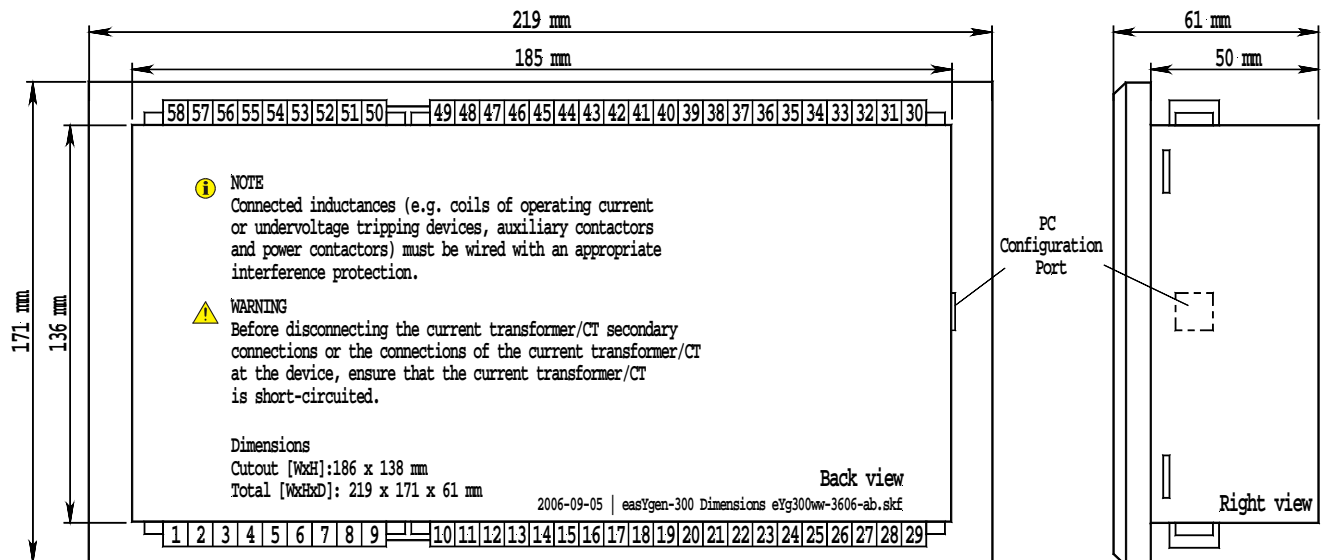 219 mm
61 mm
185 mm
50 mm
58 57 56 55 54 53 52 51 50 49 48 47 46 45 44 43 42 41 40 39 38 37 36 35 34 33 32 31 30
i NOTE
Connected inductances (e.g. coils of operating current
or undervoltage tripping devices, auxiliary contactors
and power contactors) must be wired with an appropriate
interference protection.
! WARNING
Before disconnecting the current transformer/CT secondary
connections or the connections of the current transformer/CT
at the device, ensure that the current transformer/CT
is short-circuited.
171 mm
136 mm
PC
Configuration
Port
Dimensions
Cutout [WxH]:186 x 138 mm
Total [WxHxD]: 219 x 171 x 61 mm
Back view
2006-09-05 | easYgen-300 Dimensions eYg300ww-3606-ab.skf
Right view
1 2 3 4 5 6 7 8 9 10 11 12 13 14 15 16 17 18 19 20 21 22 23 24 25 26 27 28 29